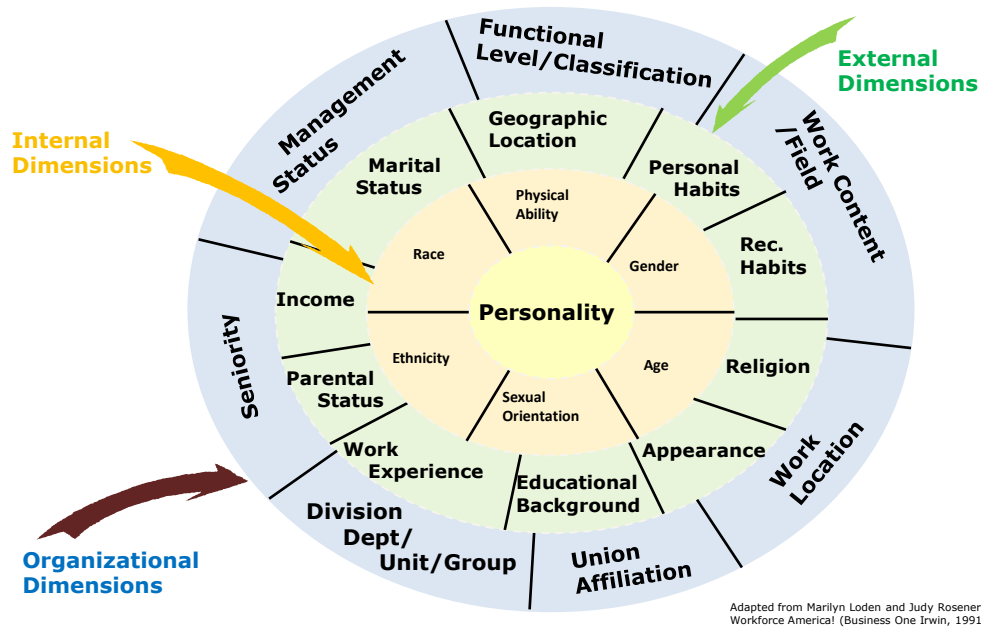 Functional
Level/Classification
External
Dimensions
Management
Status
Work Content
/Field
Internal
Dimensions
Geographic
Location
Marital
Status
Personal
Habits
Physical
Ability
Race
Gender
Rec.
Habits
Income
Personality
Seniority
Ethnicity
Age
Religion
Parental
Status
Sexual
Orientation
Work
Experience
Appearance
Work
Location
Educational
Background
Division
Dept/
Unit/Group
Union
Affiliation
Organizational
Dimensions
Adapted from Marilyn Loden and Judy Rosener
Workforce America! (Business One Irwin, 1991